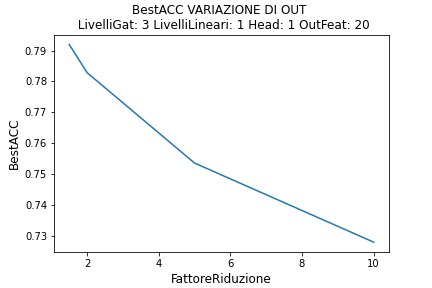 BestACC VARIAZIONE DI OUT
LivelliGat: 3 LivelliLineari: 1 Head: 1 OutFeat: 20
0.79
0.78
0.77
0.76
0.75
0.74
0.73
BestACC
2 4 6 8 10
FattoreRiduzione